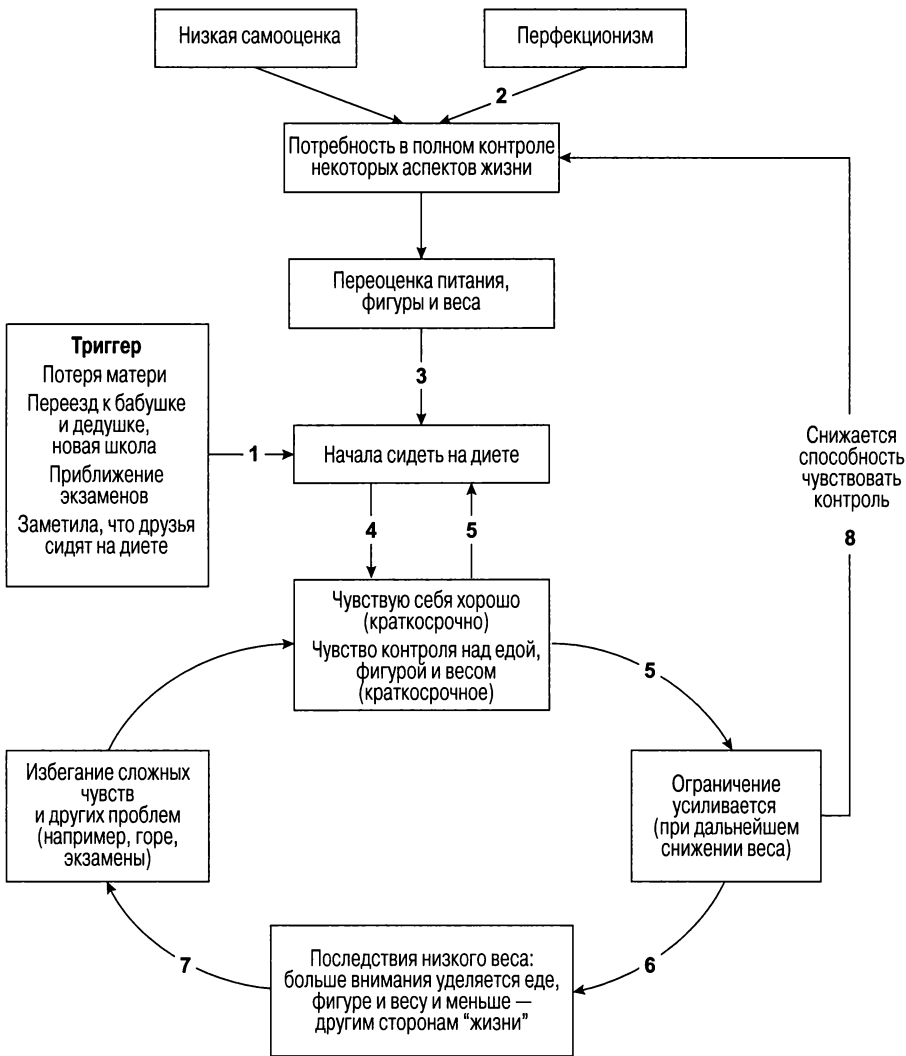 Низкая самооценка
Перфекционизм
2
Потребность в полном контроле
некоторых аспектов жизни
Переоценка питания,
фигуры и веса
3
Триггер
Потеря матери
Переезд к бабушке
и дедушке,
новая школа
Приближение
экзаменов
Заметила, что друзья
сидят на диете
1
Начала сидеть на диете
Снижается
способность
чувствовать
контроль
8
4
5
Чувствую себя хорошо
(краткосрочно)
Чувство контроля над едой,
фигурой и весом
(краткосрочное)
5
Избегание сложных
чувств
и других проблем
(например, горе,
экзамены)
Ограничение
усиливается
(при дальнейшем
снижении веса)
7
6
Последствия низкого веса:
больше внимания уделяется еде,
фигуре и весу и меньше —
другим сторонам “жизни”